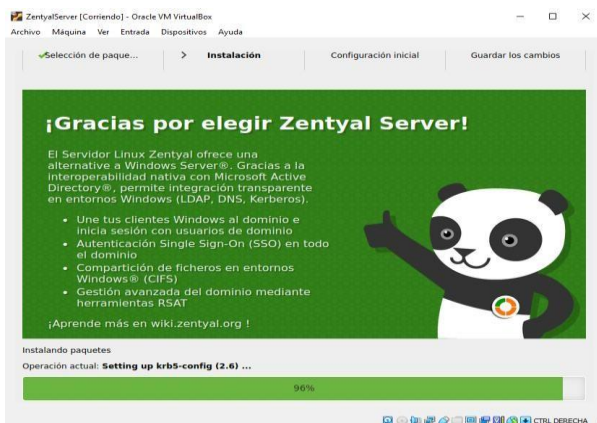 ZentyalServer [Corriendo] - Oracle VM VirtualBox
Archivo Máquina Ver Entrada Dispositivos Ayuda
Selección de paque... > Instalación Configuración inicial Guardar los cambios
¡Gracias por elegir Zentyal Server!
El Servidor Linux Zentyal ofrece una
alternative a Windows Server®. Gracias a la
interoperabilidad nativa con Microsoft Active
Directory®, permite integración transparente
en entornos Windows (LDAP, DNS, Kerberos).
• Une tus clientes Windows al dominio e
inicia sesión con usuarios de dominio
• Autenticación Single Sign-On (SSO) en todo
el dominio
• Compartición de ficheros en entornos
Windows® (CIFS)
• Gestión avanzada del dominio mediante
herramientas RSAT
¡Aprende más en wiki.zentyal.org !
Instalando paquetes
Operación actual: Setting up krb5-config (2.6) ...
96%
CTRL DERECHA